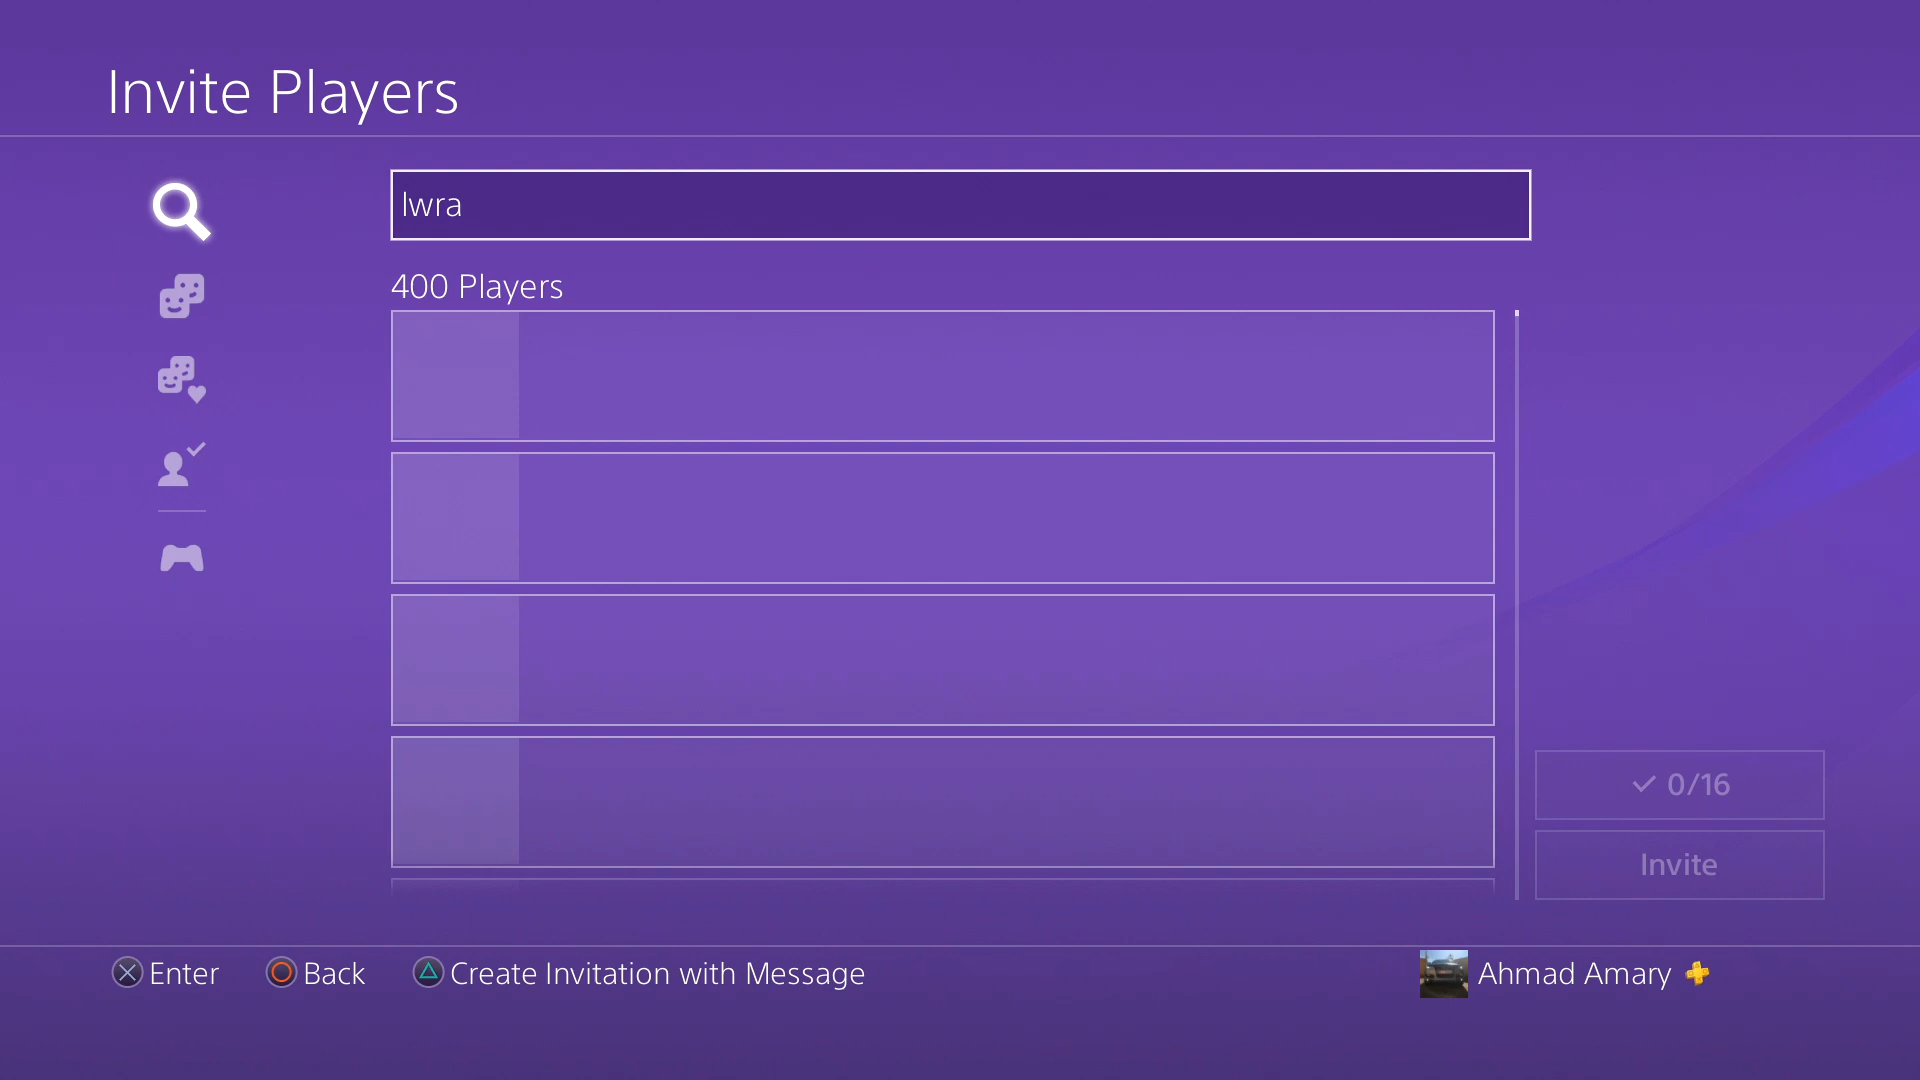 Invite Players
lwra
400 Players
0/16
Invite
Enter
Back
Create Invitation with Message
Ahmad Amary